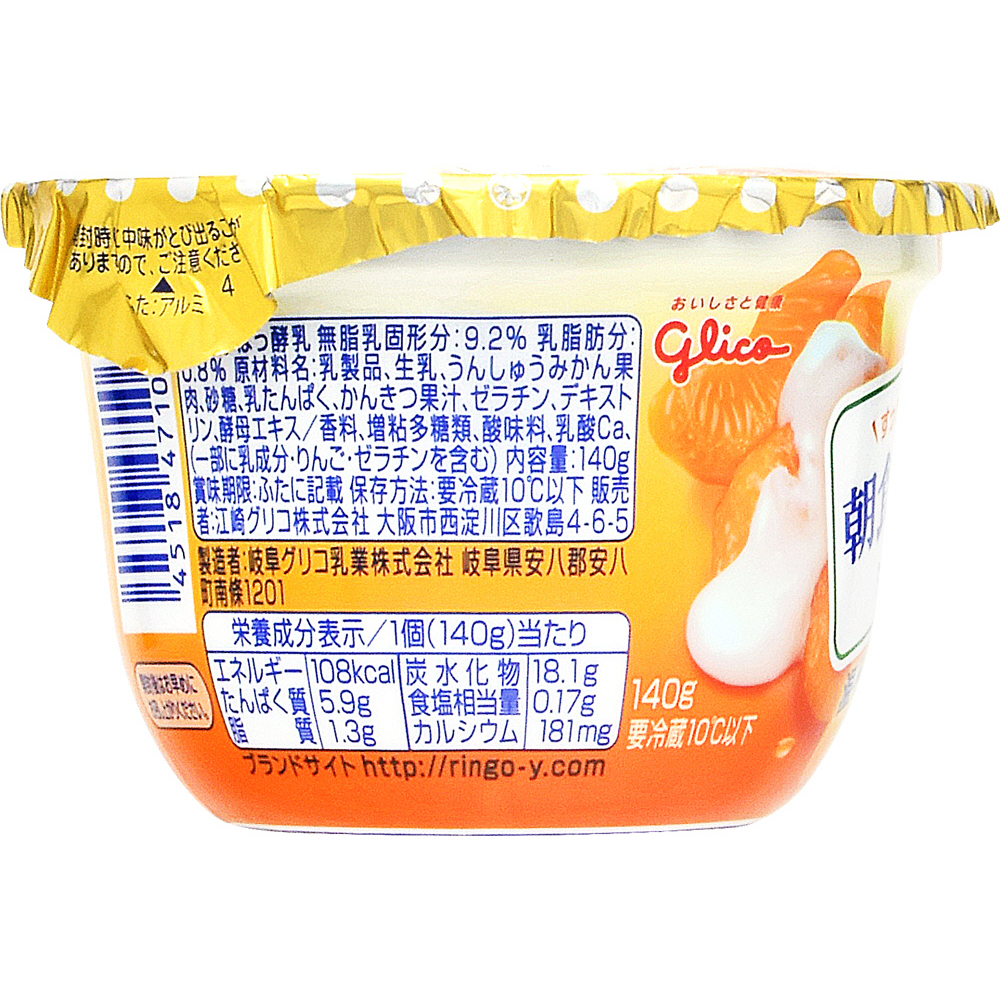 中味がとび出ることが
ありますので、ご注意くださ
ふた:アルミ 4
酵乳 無脂乳固形分:9.2% 乳脂肪分:
0.8% 原材料名:乳製品、生乳、うんしゅうみかん果
肉、砂糖、乳たんぱく、かんきつ果汁、ゼラチン、デキスト
リン、酵母エキス/香料、増粘多糖類、酸味料、乳酸Ca、
(一部に乳成分・りんご・ゼラチンを含む) 内容量:140g
賞味期限:ふたに記載 保存方法:要冷蔵10℃以下 販売
者:江崎グリコ株式会社 大阪市西淀川区歌島4-6-5
製造者:岐阜グリコ乳業株式会社 岐阜県安八郡安八
町南條1201
栄養成分表示/1個(140g)当たり
エネルギー 108kcal 炭水化物 18.1g
たんぱく質 5.9g 食塩相当量 0.17g
脂質 1.3g カルシウム 181mg
ブランドサイト http://ringo-y.com
4518 4710
おいしさと健康
Glico
朝
140g
要冷蔵10℃以下